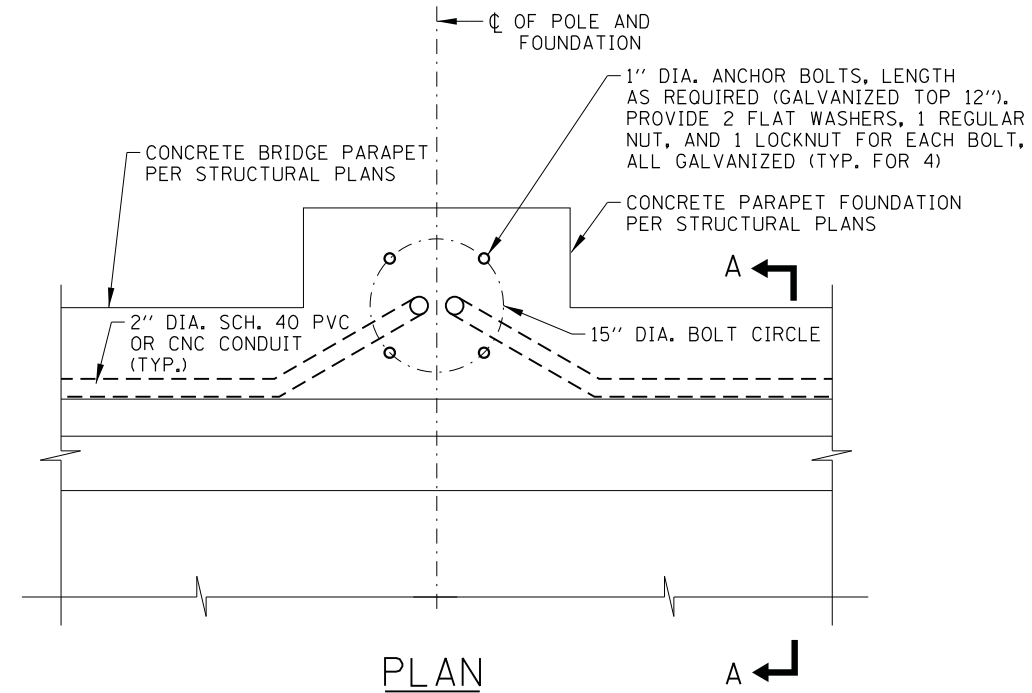 ℄ OF POLE AND
FOUNDATION
1" DIA. ANCHOR BOLTS, LENGTH
AS REQUIRED (GALVANIZED TOP 12").
PROVIDE 2 FLAT WASHERS, 1 REGULAR
NUT, AND 1 LOCKNUT FOR EACH BOLT,
ALL GALVANIZED (TYP. FOR 4)
CONCRETE BRIDGE PARAPET
PER STRUCTURAL PLANS
CONCRETE PARAPET FOUNDATION
PER STRUCTURAL PLANS
A
2" DIA. SCH. 40 PVC
OR CNC CONDUIT
(TYP.)
15" DIA. BOLT CIRCLE
PLAN
A